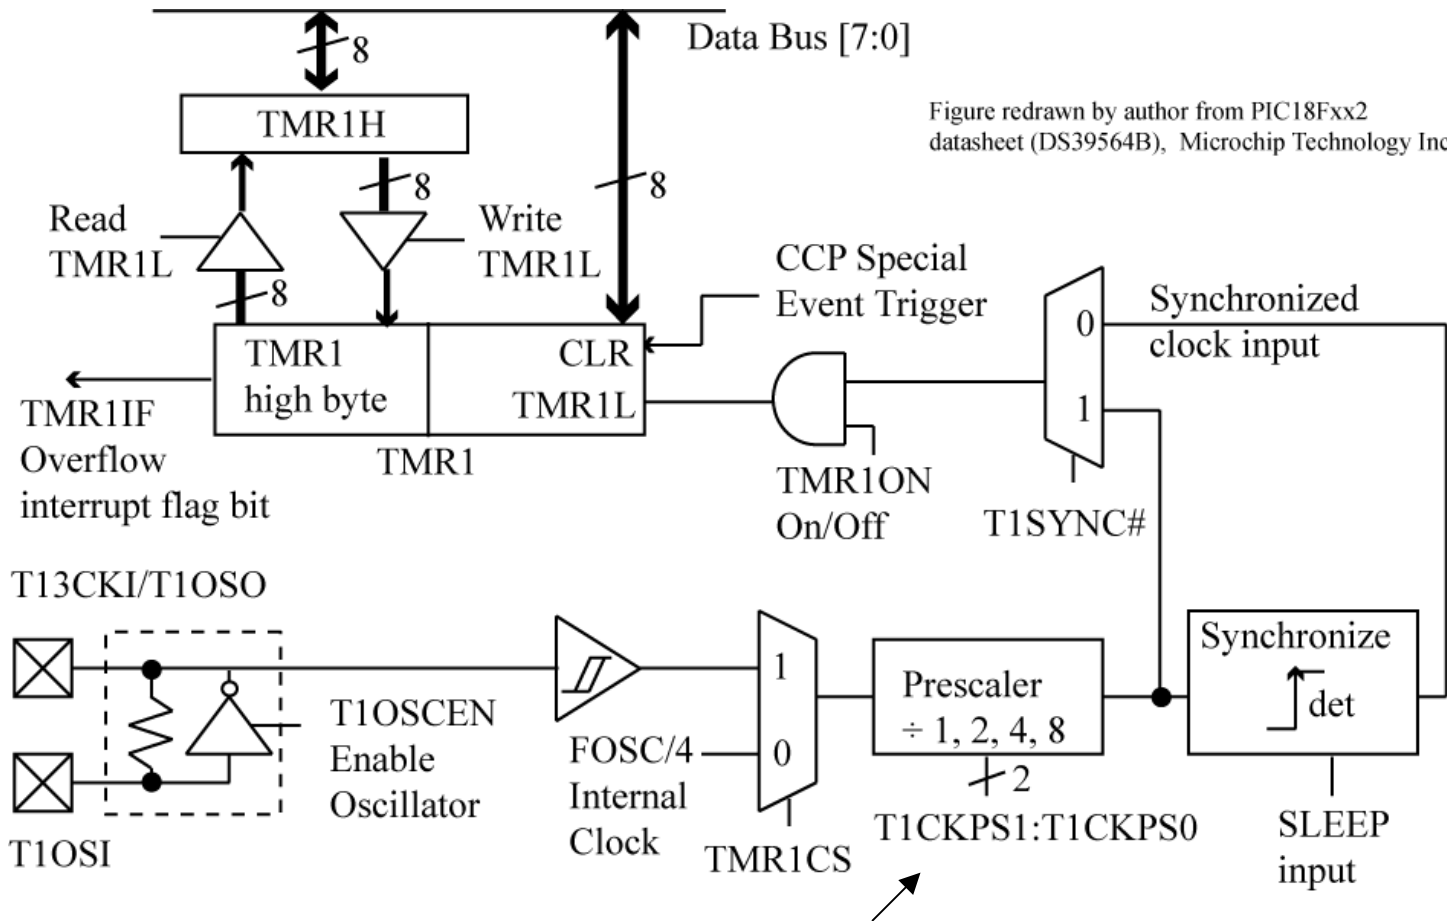 Data Bus [7:0]
8
TMR1H
Figure redrawn by author from PIC18Fxx2
datasheet (DS39564B), Microchip Technology Inc
8
8
Read
TMR1L
Write
TMR1L
8
CCP Special
Event Trigger
TMR1
high byte
CLR
TMR1L
TMR1
TMR1IF
Overflow
interrupt flag bit
TMR1ON
On/Off
0
1
Synchronized
clock input
T1SYNC#
T13CKI/T1OSO
T1OSCEN
Enable
Oscillator
T1OSI
1
0
FOSC/4
Internal
Clock
TMR1CS
Prescaler
÷ 1, 2, 4, 8
2
T1CKPS1:T1CKPS0
Synchronize
det
SLEEP
input